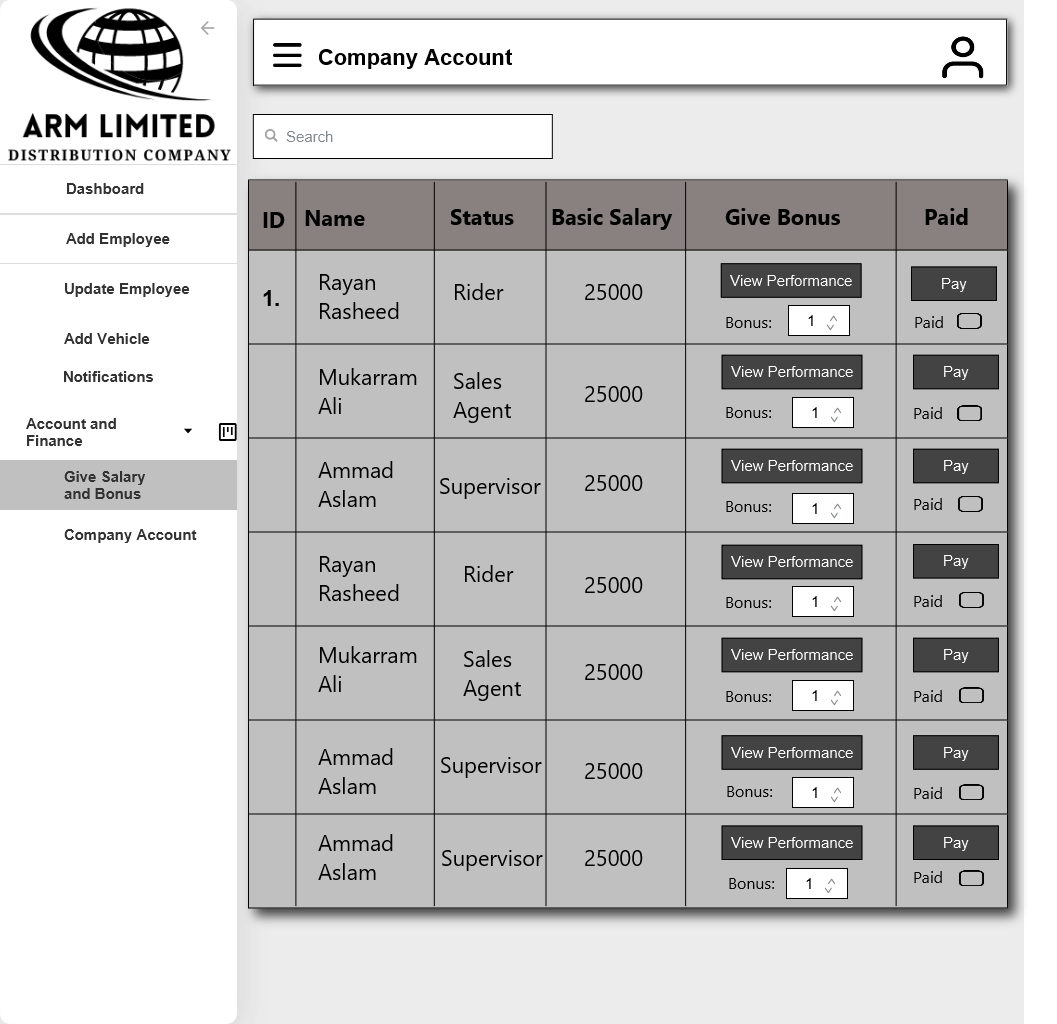 ARM LIMITED
DISTRIBUTION COMPANY
Dashboard
Add Employee
Update Employee
Add Vehicle
Notifications
Account and
Finance
Give Salary
and Bonus
Company Account
Company Account
Search
ID Name Status Basic Salary Give Bonus Paid
1. Rayan
Rasheed Rider 25000 View Performance Pay
Bonus: 1 Paid
Mukarram
Ali Sales
Agent 25000 View Performance Pay
Bonus: 1 Paid
Ammad
Aslam Supervisor 25000 View Performance Pay
Bonus: 1 Paid
Rayan
Rasheed Rider 25000 View Performance Pay
Bonus: 1 Paid
Mukarram
Ali Sales
Agent 25000 View Performance Pay
Bonus: 1 Paid
Ammad
Aslam Supervisor 25000 View Performance Pay
Bonus: 1 Paid
Ammad
Aslam Supervisor 25000 View Performance Pay
Bonus: 1 Paid